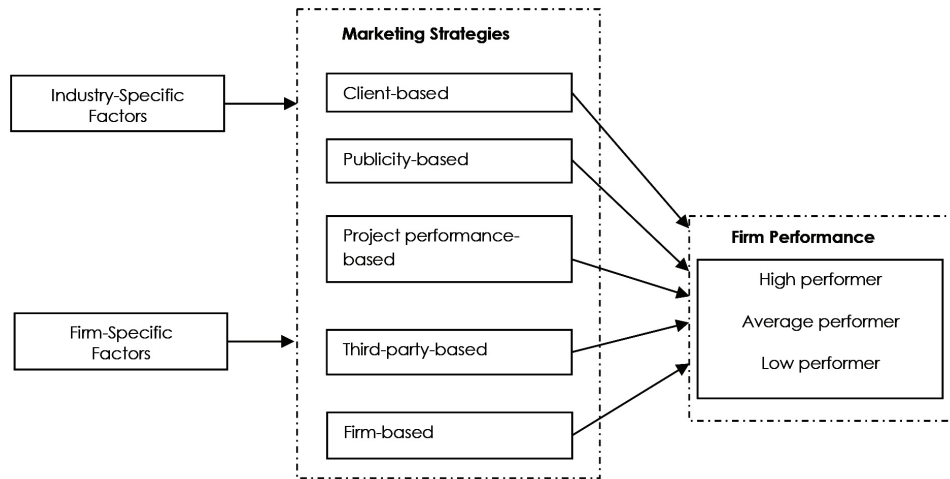 Industry-Specific
Factors
Firm-Specific
Factors
Marketing Strategies
Client-based
Publicity-based
Project performance-
based
Third-party-based
Firm-based
Firm Performance
High performer
Average performer
Low performer